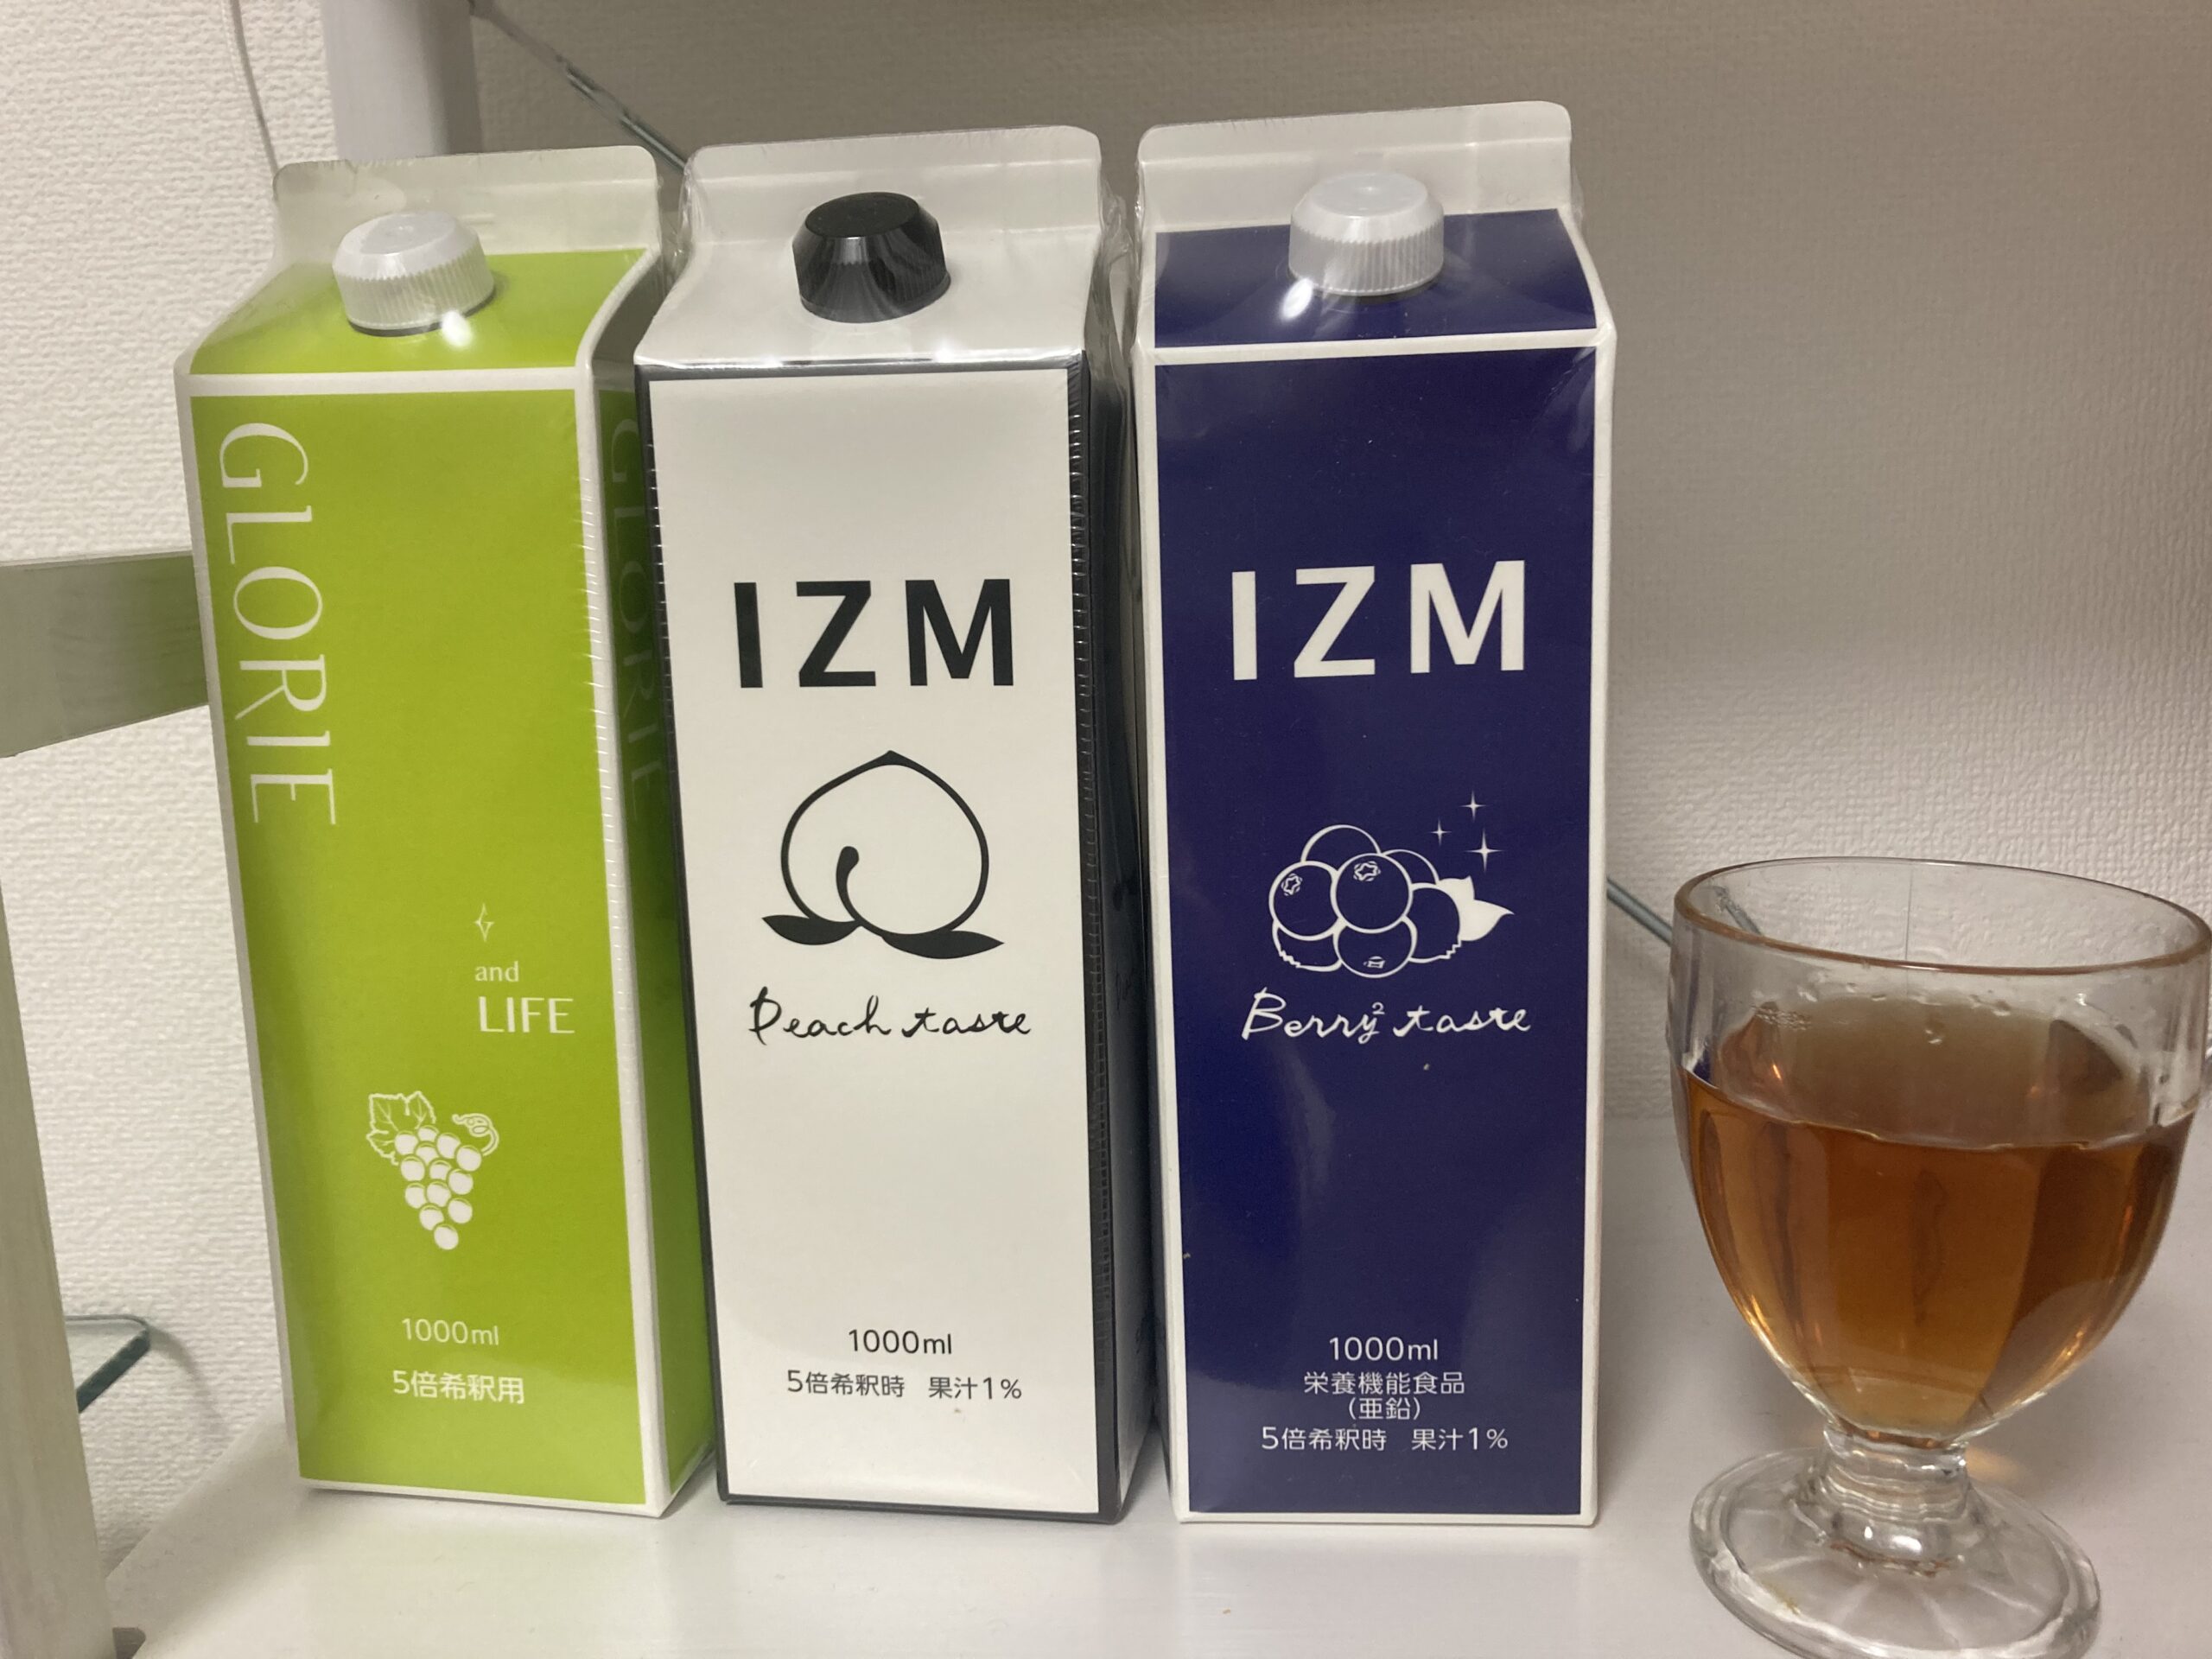 GLORIE
and
LIFE
1000ml
5倍希釈用
GLORIE
IZM
Peach taste
1000ml
5倍希釈時 果汁1%
IZM
Berry² taste
1000ml
栄養機能食品
(亜鉛)
5倍希釈時 果汁1%